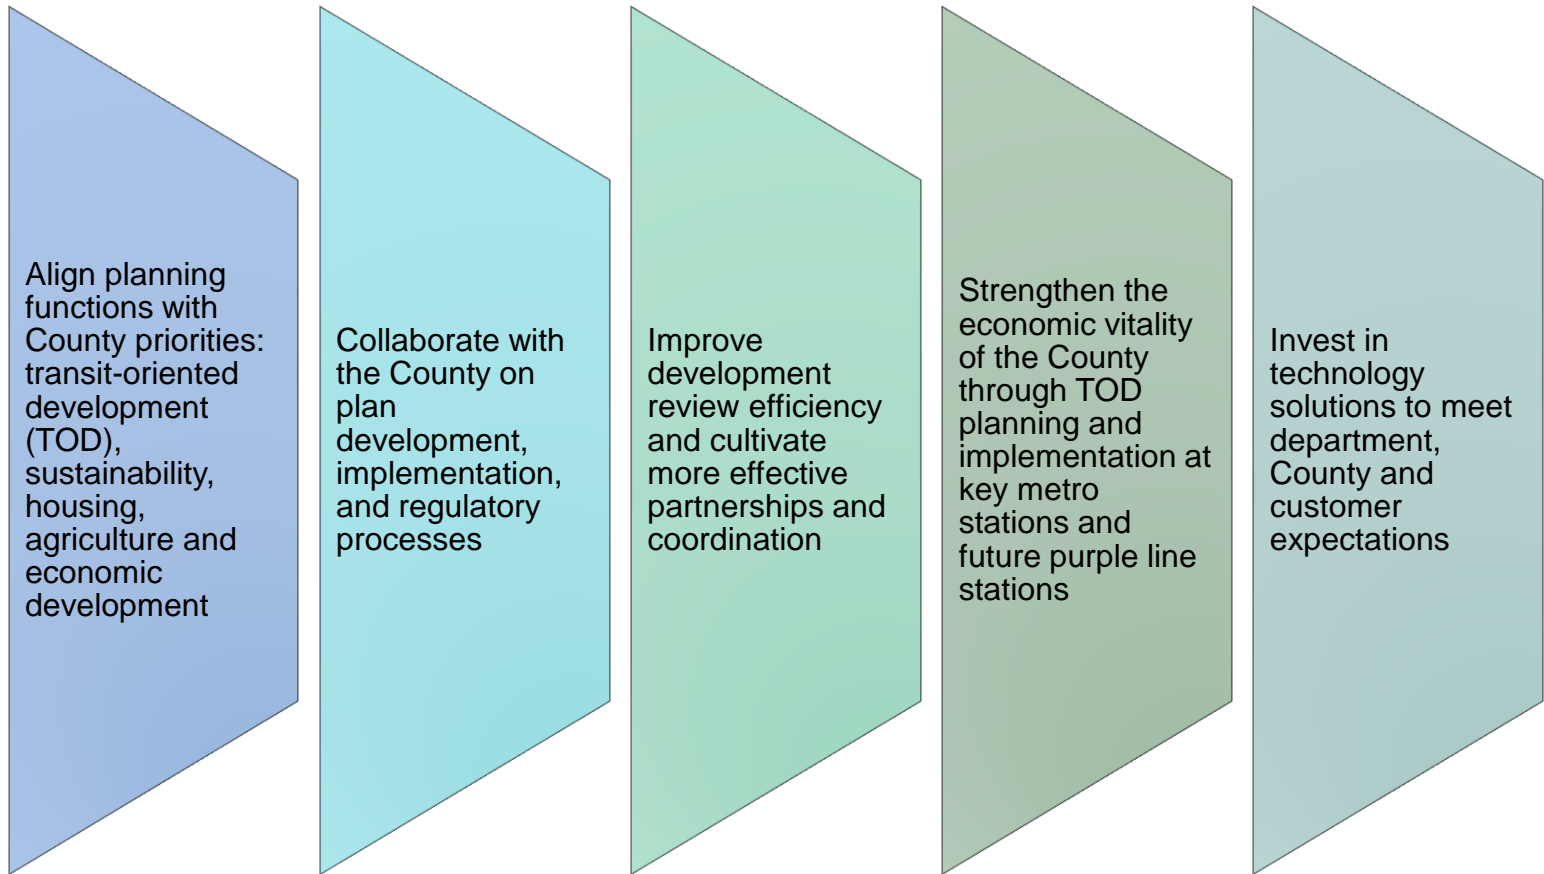 Align planning
functions with
County priorities:
transit-oriented
development
(TOD),
sustainability,
housing,
agriculture and
economic
development
Collaborate with
the County on
plan
development,
implementation,
and regulatory
processes
Improve
development
review efficiency
and cultivate
more effective
partnerships and
coordination
Strengthen the
economic vitality
of the County
through TOD
planning and
implementation at
key metro
stations and
future purple line
stations
Invest in
technology
solutions to meet
department,
County and
customer
expectations